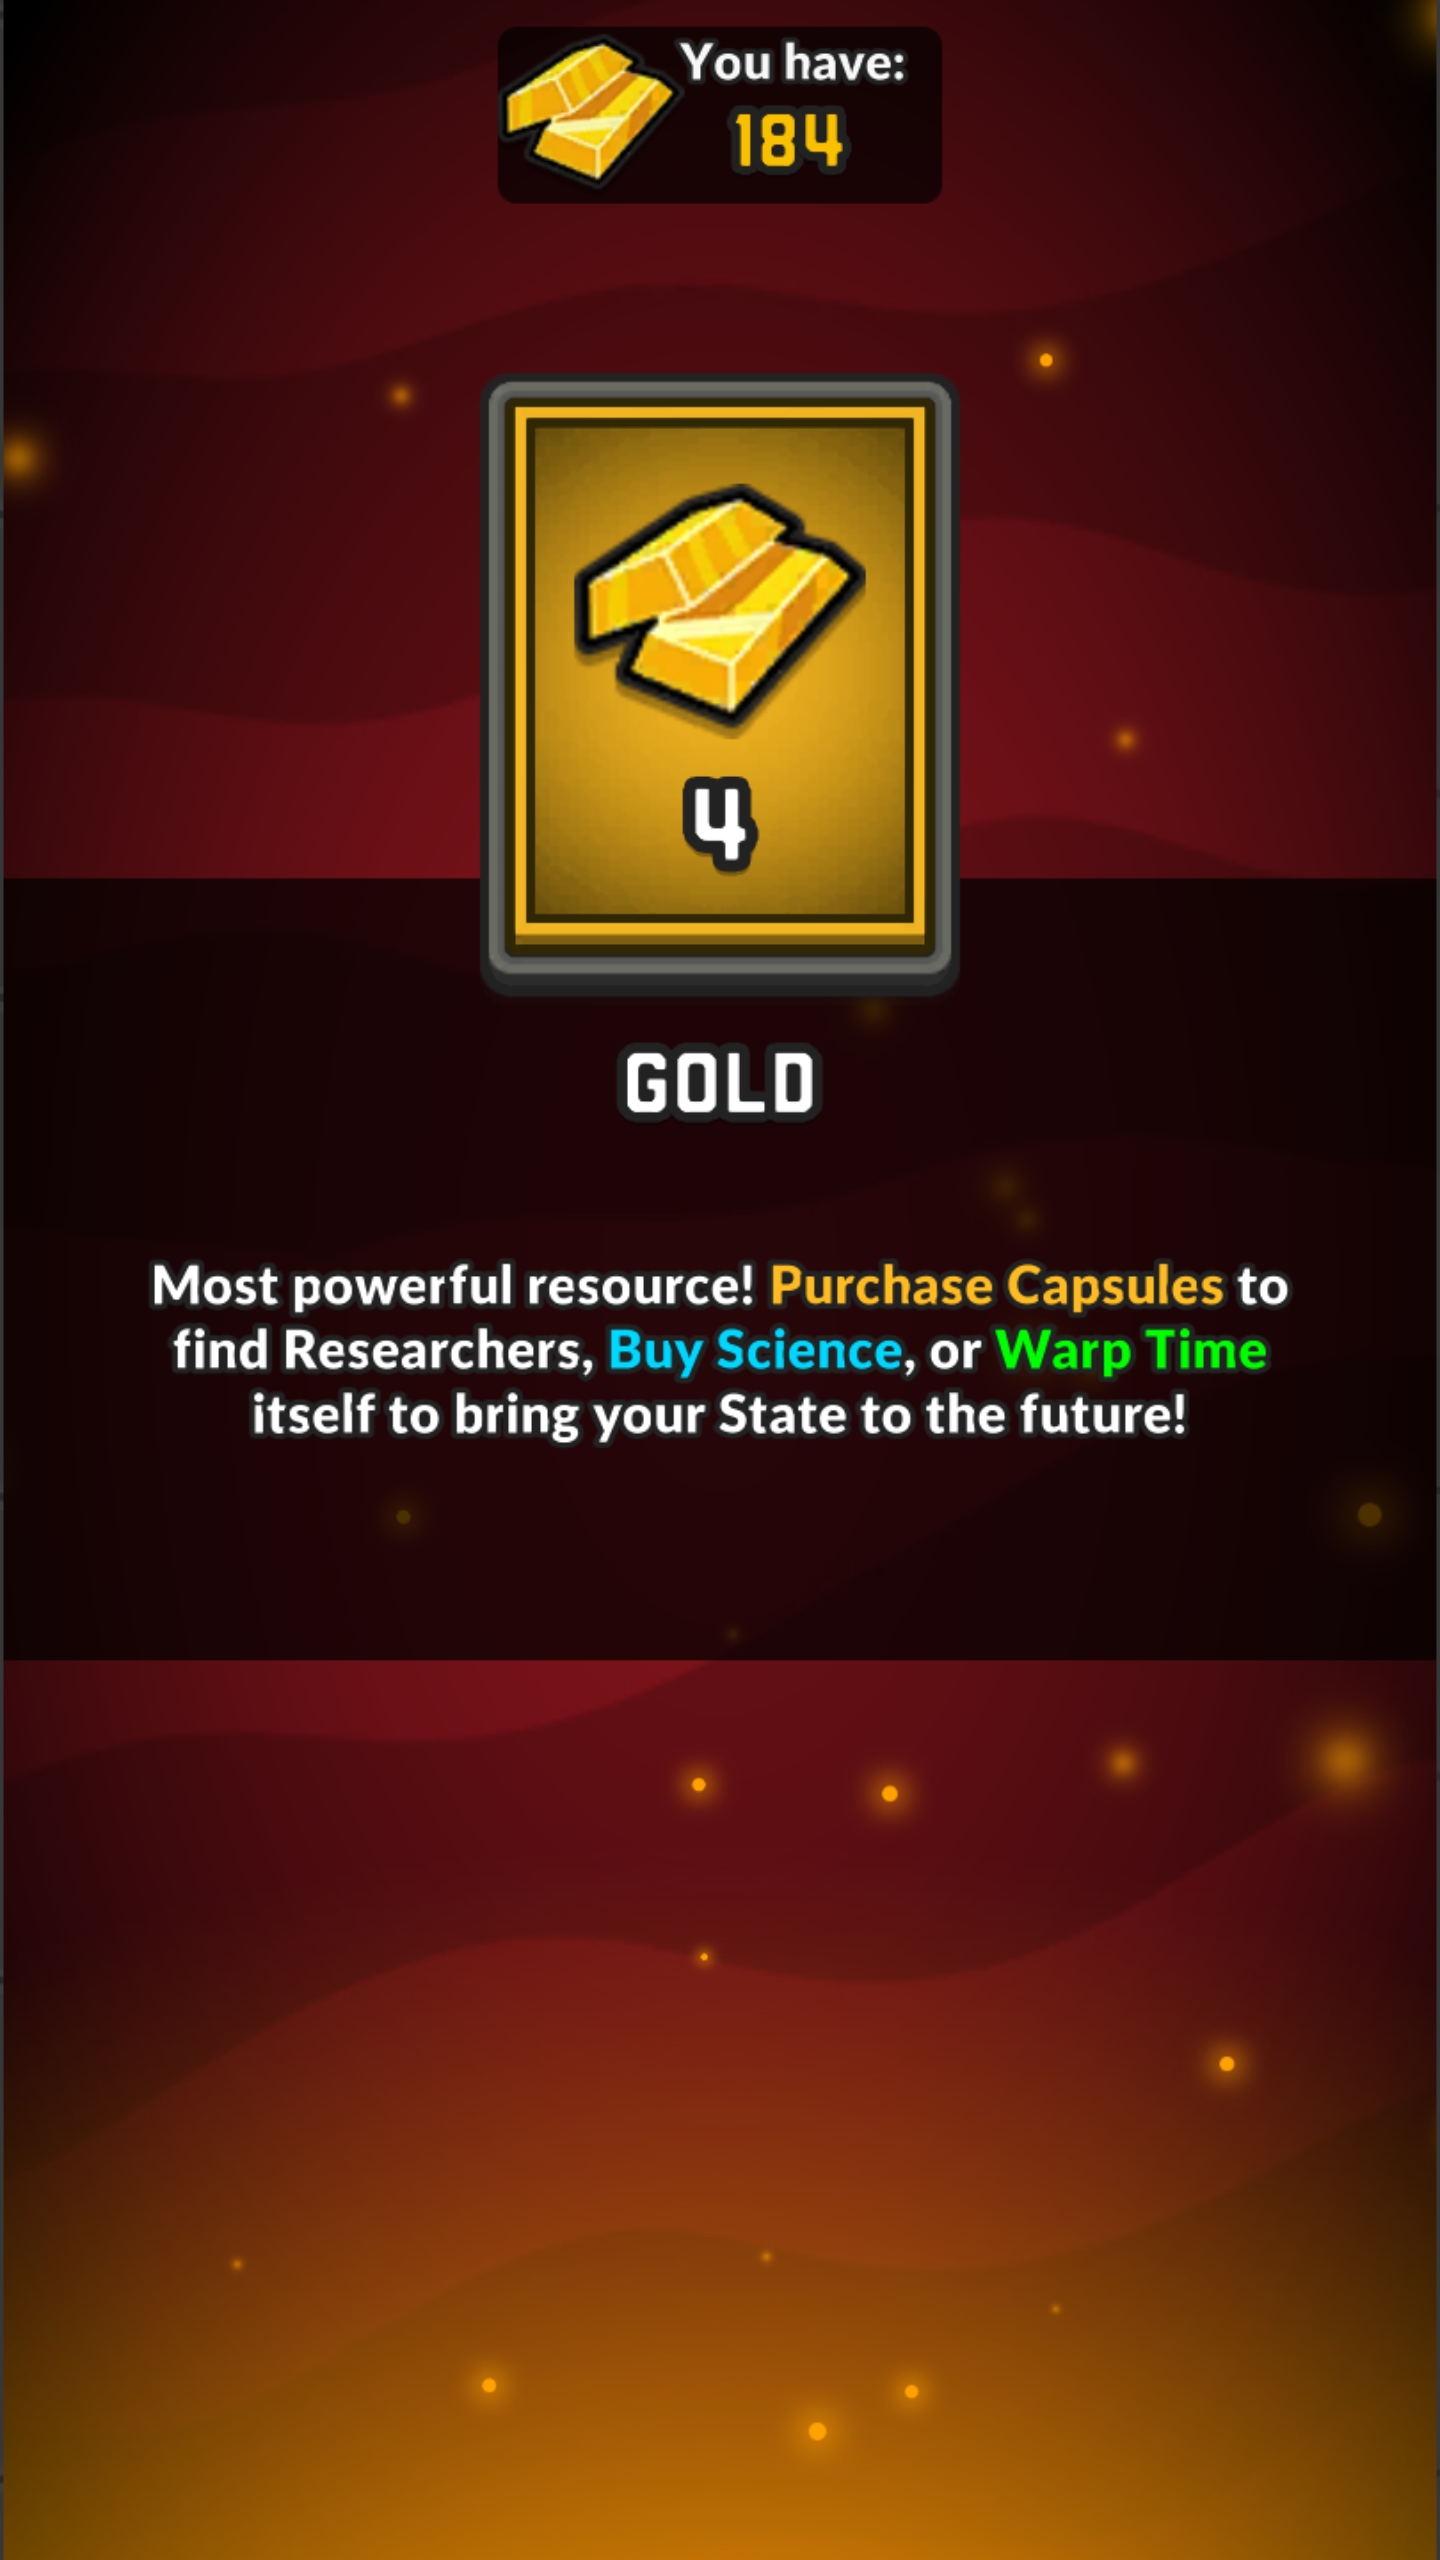 You have:
184
4
GOLD
Most powerful resource! Purchase Capsules to
find Researchers, Buy Science, or Warp Time
itself to bring your State to the future!